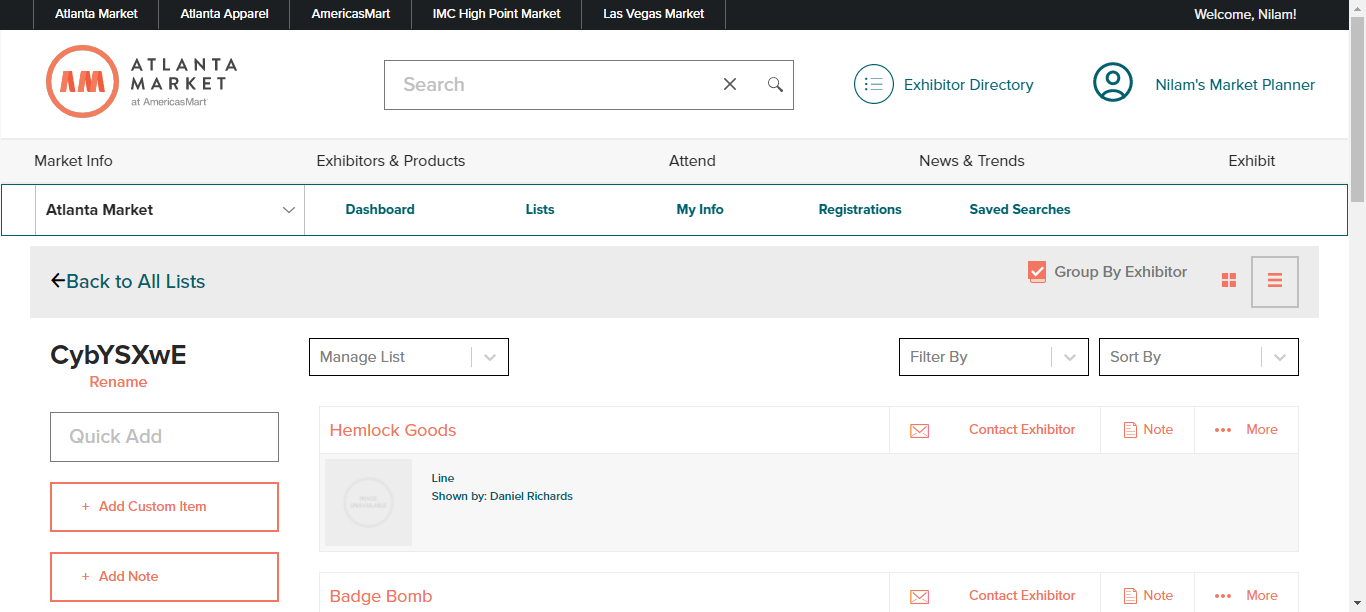 Atlanta Market Atlanta Apparel AmericasMart IMC High Point Market Las Vegas Market Welcome, Nilam!
ATLANTA
MARKET
at AmericasMart
Search
Exhibitor Directory
Nilam's Market Planner
Market Info Exhibitors & Products Attend News & Trends Exhibit
Atlanta Market Dashboard Lists My Info Registrations Saved Searches
Back to All Lists Group By Exhibitor
CybYSXwE
Rename
Manage List Filter By Sort By
Quick Add
+ Add Custom Item
+ Add Note
Hemlock Goods Contact Exhibitor Note More
Line
Shown by: Daniel Richards
Badge Bomb Contact Exhibitor Note More